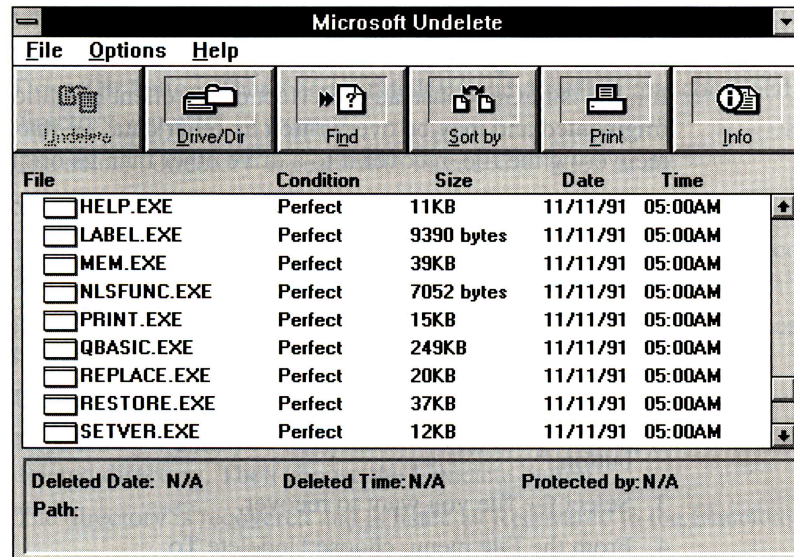 Microsoft Undelete
File Options Help
Undelete Drive/Dir Find Sort by Print Info
File Condition Size Date Time
HELP.EXE Perfect 11KB 11/11/91 05:00AM
LABEL.EXE Perfect 9390 bytes 11/11/91 05:00AM
MEM.EXE Perfect 39KB 11/11/91 05:00AM
NLSFUNC.EXE Perfect 7052 bytes 11/11/91 05:00AM
PRINT.EXE Perfect 15KB 11/11/91 05:00AM
QBASIC.EXE Perfect 249KB 11/11/91 05:00AM
REPLACE.EXE Perfect 20KB 11/11/91 05:00AM
RESTORE.EXE Perfect 37KB 11/11/91 05:00AM
SETVER.EXE Perfect 12KB 11/11/91 05:00AM
Deleted Date: N/A Deleted Time: N/A Protected by: N/A
Path: